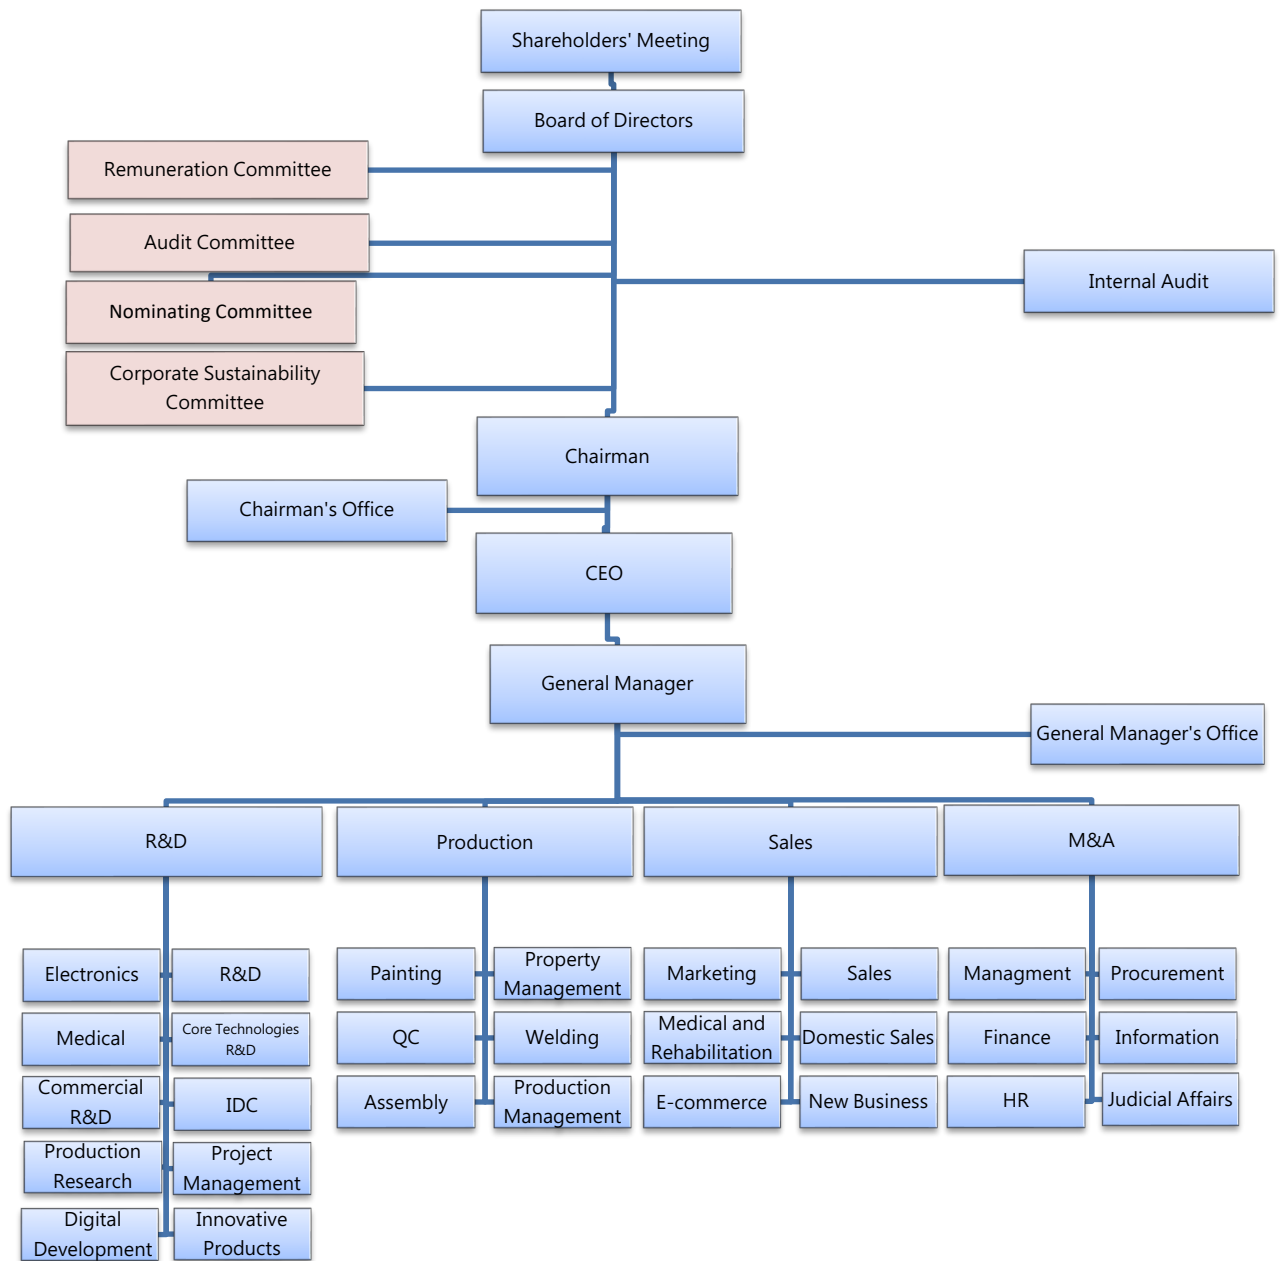 Shareholders' Meeting
Board of Directors
Remuneration Committee
Audit Committee
Internal Audit
Nominating Committee
Corporate Sustainability
Committee
Chairman
Chairman's Office
CEO
General Manager
General Manager's Office
R&D
Production
Sales
M&A
Electronics
R&D
Medical
Core Technologies
R&D
Commercial
R&D
IDC
Production
Research
Project
Management
Digital
Development
Innovative
Products
Painting
Property
Management
QC
Welding
Assembly
Production
Management
Marketing
Sales
Medical and
Rehabilitation
Domestic Sales
E-commerce
New Business
Managment
Procurement
Finance
Information
HR
Judicial Affairs